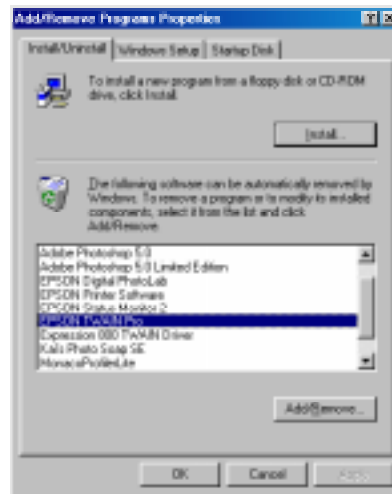 Add/Remove Programs Properties
Install/Uninstall Windows Setup Startup Disk
To install a new program from a floppy disk or CD-ROM
drive, click Install.
Install...
The following software can be automatically removed by
Windows. To remove a program or to modify its installed
components, select it from the list and click
Add/Remove.
Adobe Photoshop 5.0
Adobe Photoshop 5.0 Limited Edition
EPSON Digital PhotoLab
EPSON Printer Software
EPSON Status Monitor 2
EPSON TWAIN Pro
Expression 800 TWAIN Driver
Kai's Photo Soap SE
MonacoProfilerLite
Add/Remove...
OK Cancel Apply